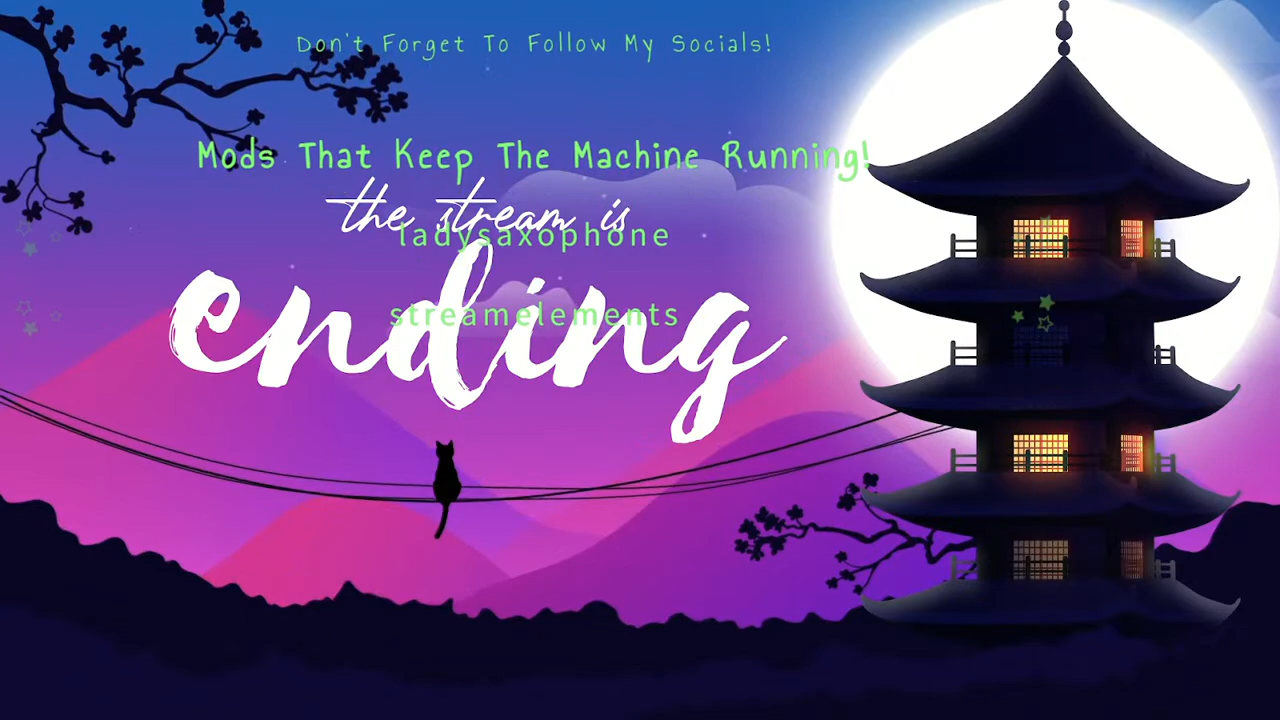 Don't Forget To Follow My Socials!
Mods That Keep The Machine Running!
the stream is
ladysaxophone
ending
streamelements